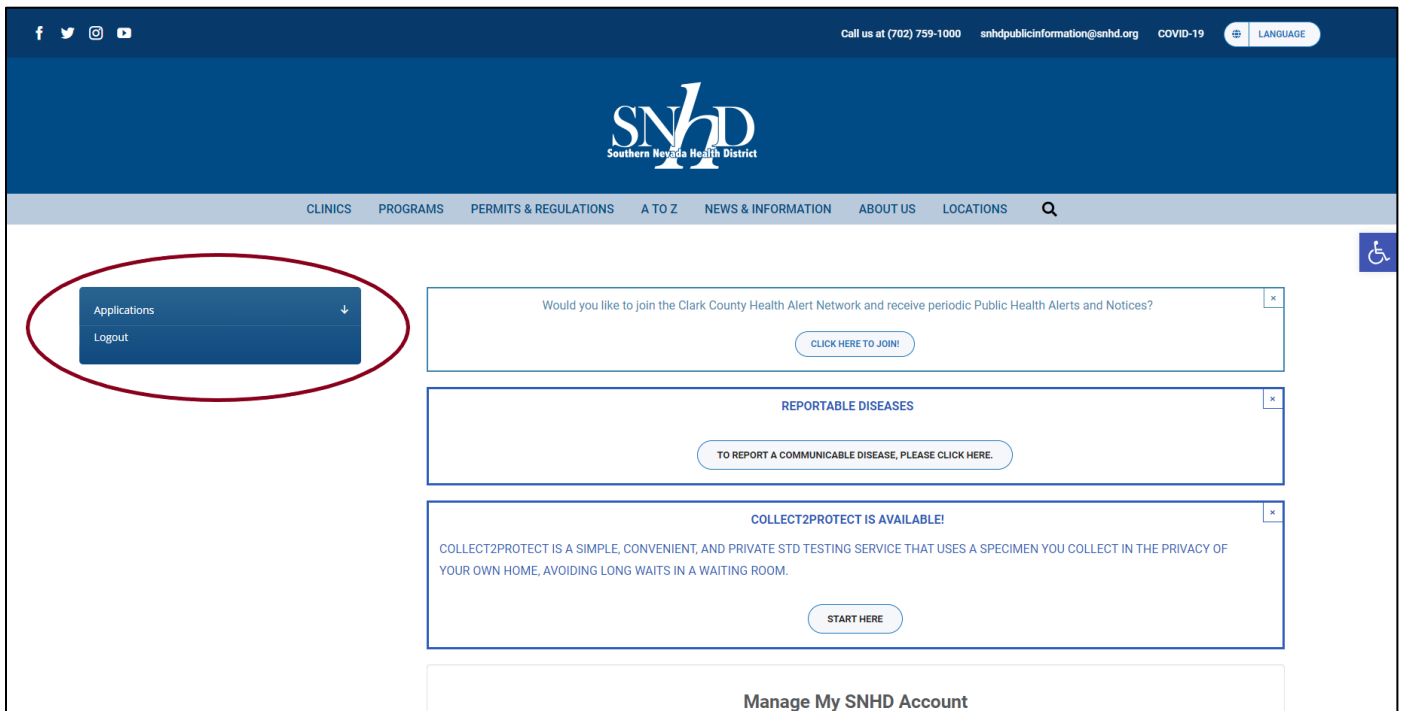 Call us at (702) 759-1000 snhdpublicinformation@snhd.org COVID-19 LANGUAGE
SNhD
Southern Nevada Health District
CLINICS PROGRAMS PERMITS & REGULATIONS A TO Z NEWS & INFORMATION ABOUT US LOCATIONS
Applications
Logout
Would you like to join the Clark County Health Alert Network and receive periodic Public Health Alerts and Notices?
CLICK HERE TO JOIN!
REPORTABLE DISEASES
TO REPORT A COMMUNICABLE DISEASE, PLEASE CLICK HERE.
COLLECT2PROTECT IS AVAILABLE!
COLLECT2PROTECT IS A SIMPLE, CONVENIENT, AND PRIVATE STD TESTING SERVICE THAT USES A SPECIMEN YOU COLLECT IN THE PRIVACY OF
YOUR OWN HOME, AVOIDING LONG WAITS IN A WAITING ROOM.
START HERE
Manage My SNHD Account